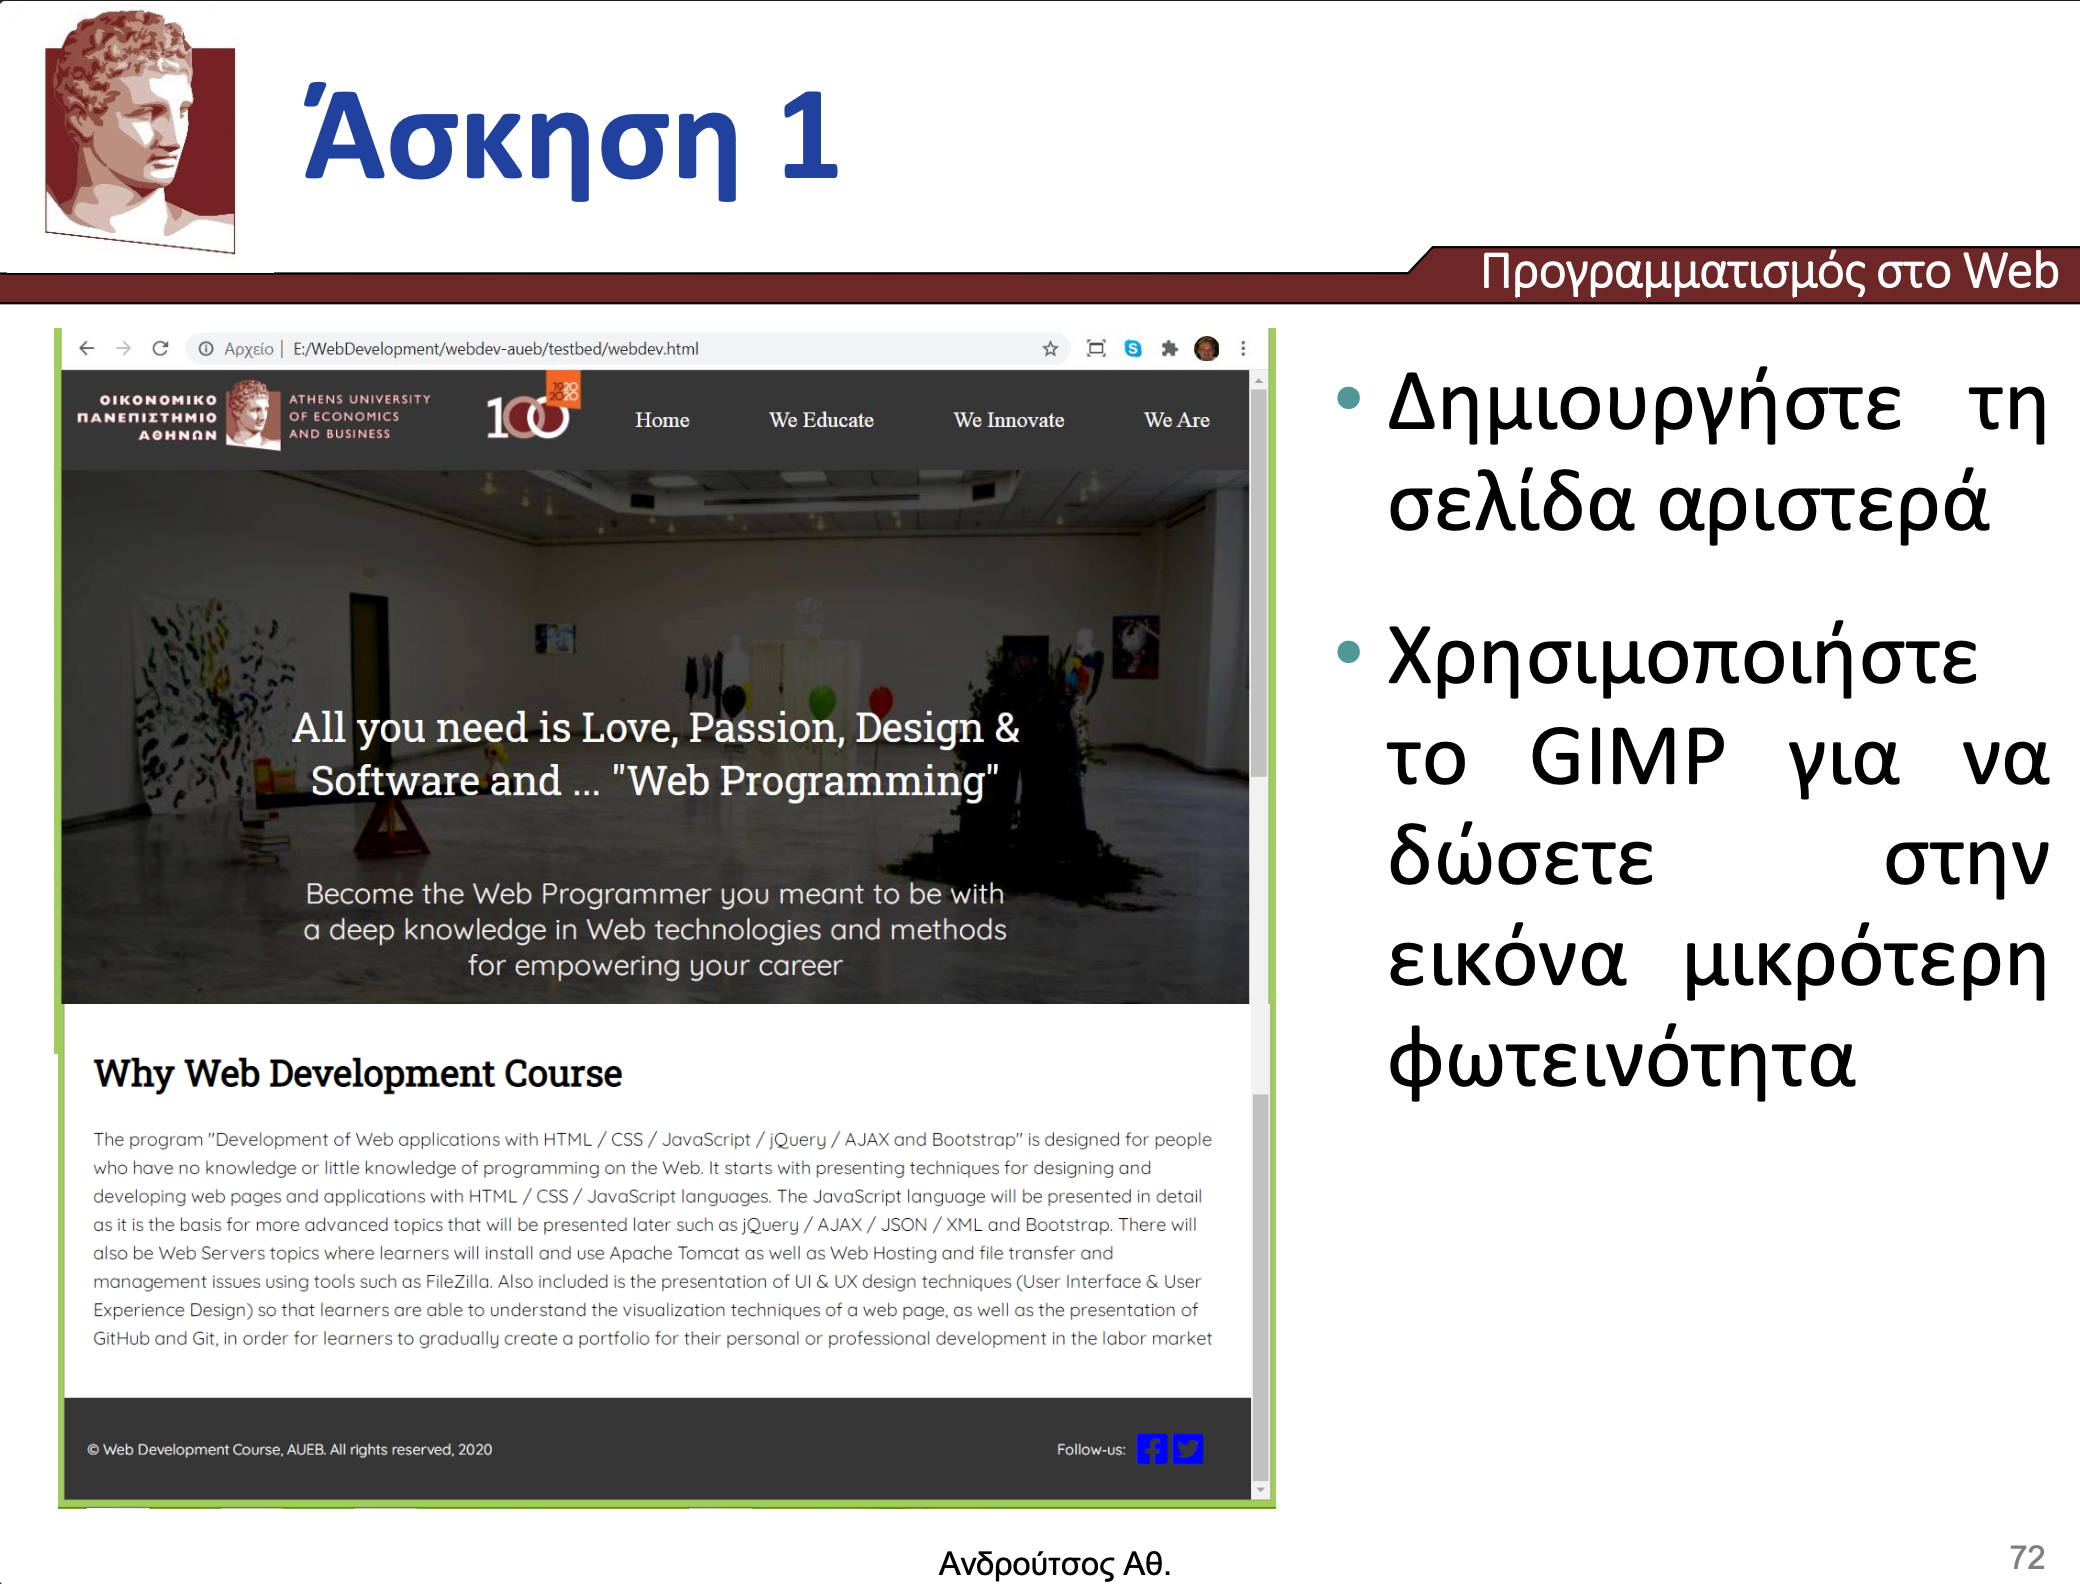 Άσκηση 1
Προγραμματισμός στο Web
Αρχείο | E:/WebDevelopment/webdev-aueb/testbed/webdev.html
ΟΙΚΟΝΟΜΙΚΟ
ΠΑΝΕΠΙΣΤΗΜΙΟ
ΑΘΗΝΩΝ
ATHENS UNIVERSITY
OF ECONOMICS
AND BUSINESS
100
1920
2020
Home
We Educate
We Innovate
We Are
All you need is Love, Passion, Design &
Software and ... "Web Programming"
Become the Web Programmer you meant to be with
a deep knowledge in Web technologies and methods
for empowering your career
Why Web Development Course
The program "Development of Web applications with HTML / CSS / JavaScript / jQuery / AJAX and Bootstrap" is designed for people
who have no knowledge or little knowledge of programming on the Web. It starts with presenting techniques for designing and
developing web pages and applications with HTML / CSS / JavaScript languages. The JavaScript language will be presented in detail
as it is the basis for more advanced topics that will be presented later such as jQuery / AJAX / JSON / XML and Bootstrap. There will
also be Web Servers topics where learners will install and use Apache Tomcat as well as Web Hosting and file transfer and
management issues using tools such as FileZilla. Also included is the presentation of UI & UX design techniques (User Interface & User
Experience Design) so that learners are able to understand the visualization techniques of a web page, as well as the presentation of
GitHub and Git, in order for learners to gradually create a portfolio for their personal or professional development in the labor market
© Web Development Course, AUEB. All rights reserved, 2020
Follow-us:
• Δημιουργήστε τη
σελίδα αριστερά
• Χρησιμοποιήστε
το GIMP για να
δώσετε στην
εικόνα μικρότερη
φωτεινότητα
Ανδρούτσος Αθ.
72